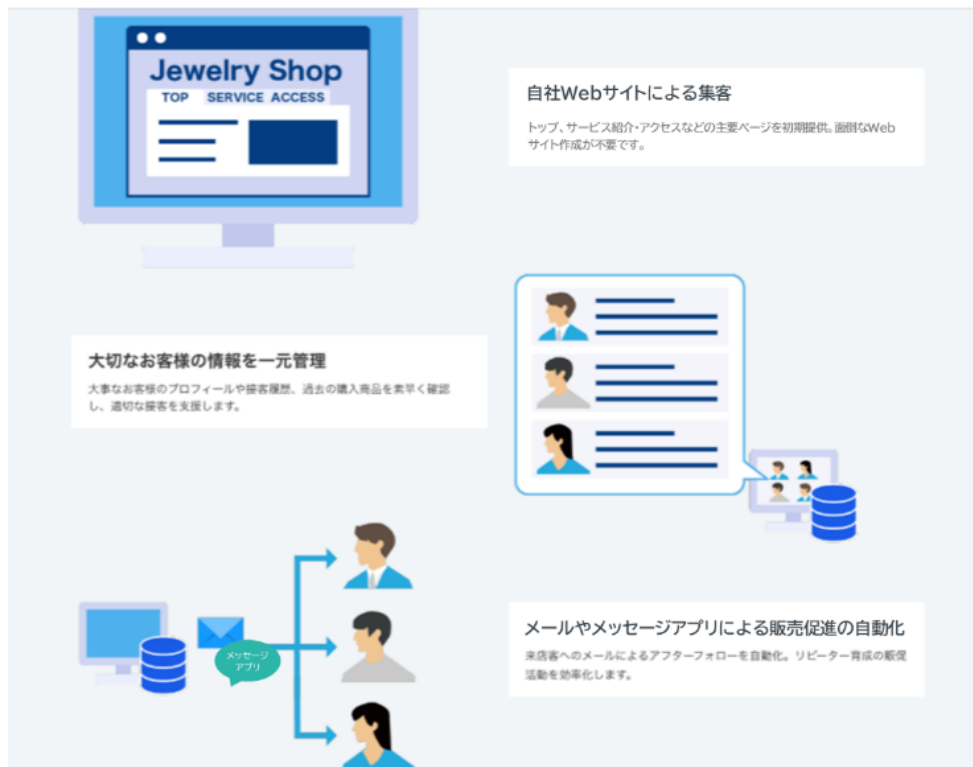 Jewelry Shop
TOP SERVICE ACCESS
自社Webサイトによる集客
トップ、サービス紹介・アクセスなどの主要ページを初期提供。面倒なWeb
サイト作成が不要です。
大切なお客様の情報を一元管理
大事なお客様のプロフィールや接客履歴、過去の購入商品を素早く確認
し、適切な接客を支援します。
メッセージ
アプリ
メールやメッセージアプリによる販売促進の自動化
来店客へのメールによるアフターフォローを自動化。リピーター育成の販促
活動を効率化します。